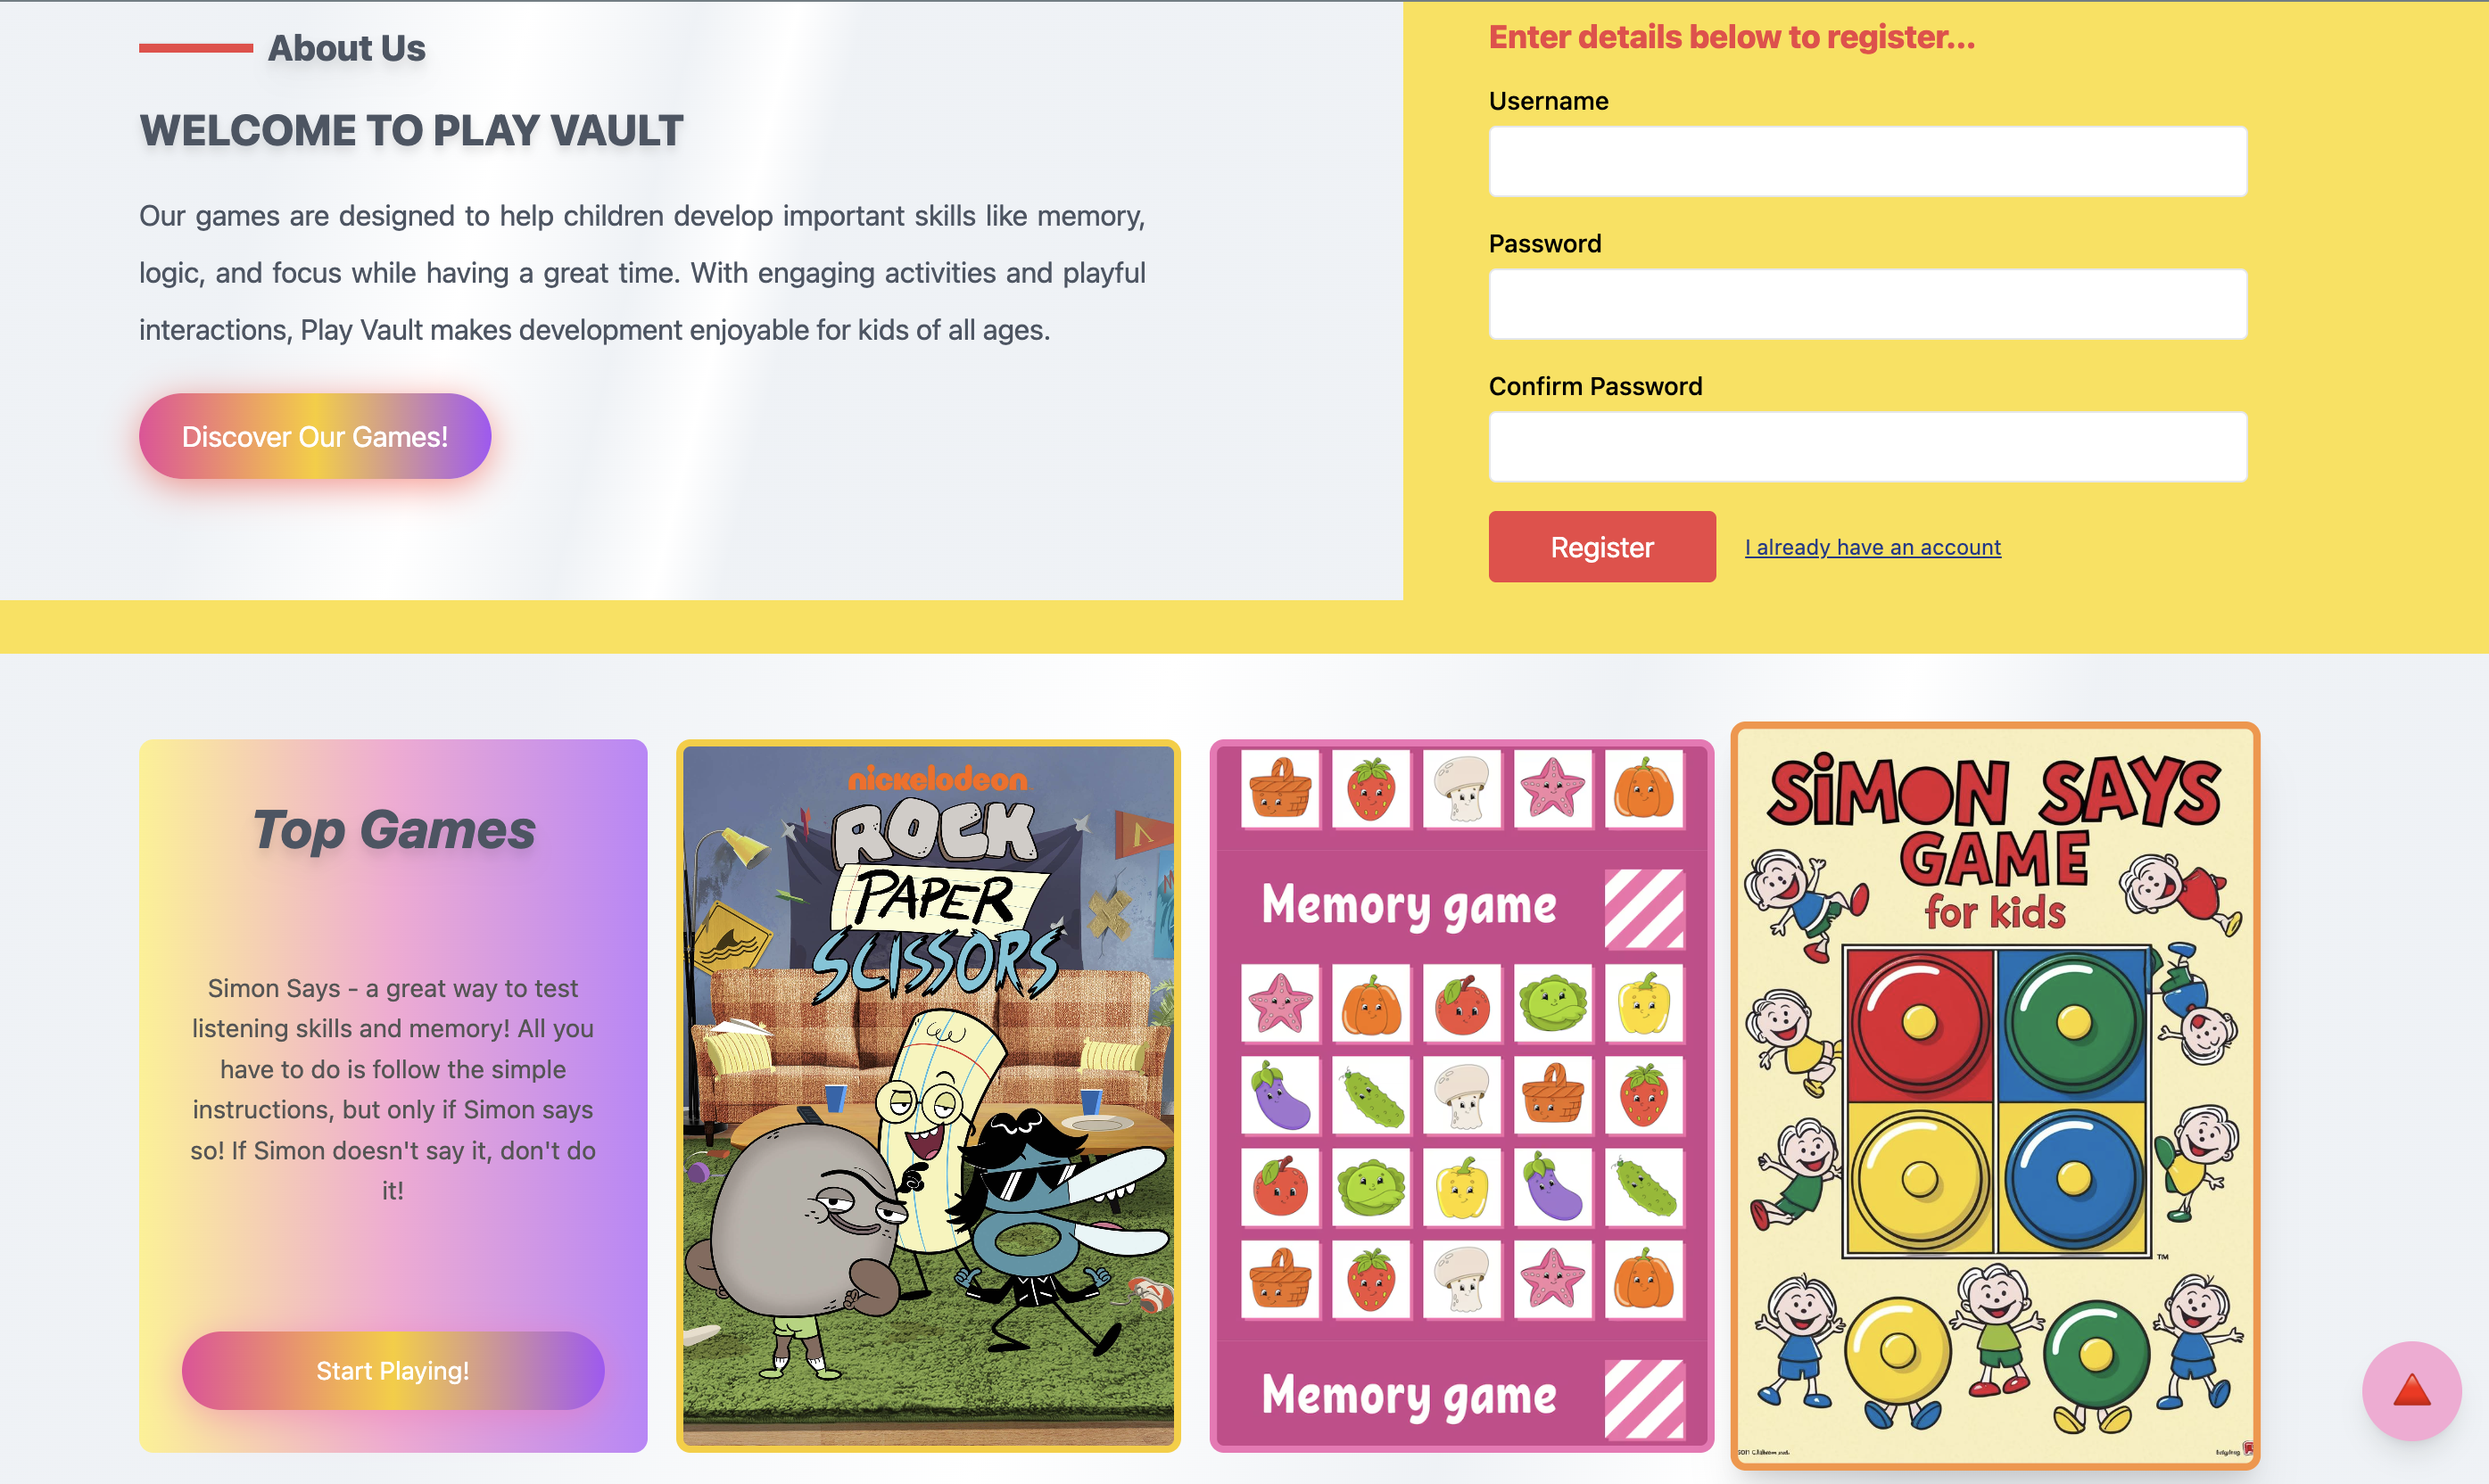 About Us
WELCOME TO PLAY VAULT
Our games are designed to help children develop important skills like memory,
logic, and focus while having a great time. With engaging activities and playful
interactions, Play Vault makes development enjoyable for kids of all ages.
Discover Our Games!
Enter details below to register...
Username
Password
Confirm Password
Register
I already have an account
Top Games
Simon Says - a great way to test
listening skills and memory! All you
have to do is follow the simple
instructions, but only if Simon says
so! If Simon doesn't say it, don't do
it!
Start Playing!
nickelodeon
ROCK
PAPER
SCISSORS
Memory game
Memory game
SiMON SAYS
GAME
for kids
TM